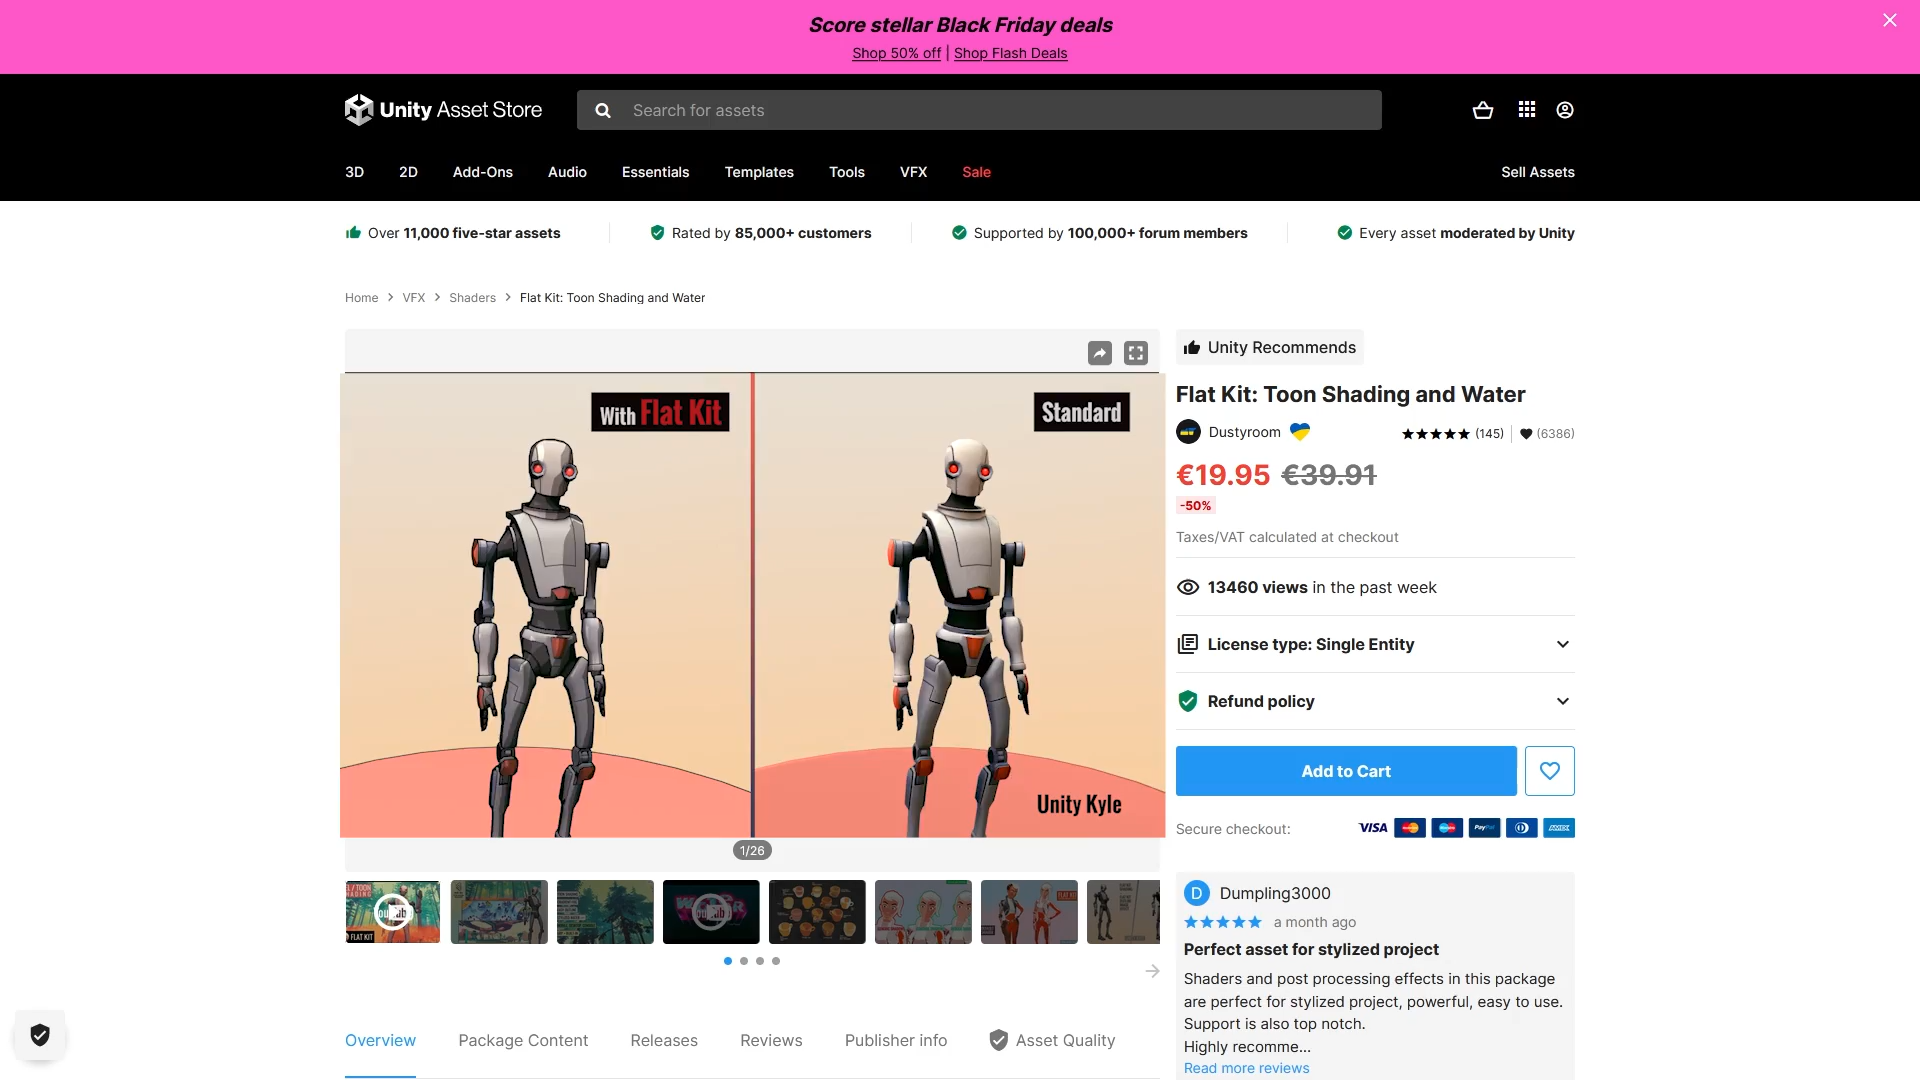 Score stellar Black Friday deals
Shop 50% off | Shop Flash Deals
Unity Asset Store
Search for assets
3D 2D Add-Ons Audio Essentials Templates Tools VFX Sale Sell Assets
Over 11,000 five-star assets Rated by 85,000+ customers Supported by 100,000+ forum members Every asset moderated by Unity
Home > VFX > Shaders > Flat Kit: Toon Shading and Water
With Flat Kit
Standard
Unity Kyle
1/26
FLAT KIT
Unity Recommends
Flat Kit: Toon Shading and Water
Dustyroom (145) (6386)
€19.95 €39.91
-50%
Taxes/VAT calculated at checkout
13460 views in the past week
License type: Single Entity
Refund policy
Add to Cart
Secure checkout: VISA PayPal AMEX
D Dumpling3000
a month ago
Perfect asset for stylized project
Shaders and post processing effects in this package
are perfect for stylized project, powerful, easy to use.
Support is also top notch.
Highly recomme...
Read more reviews
Overview Package Content Releases Reviews Publisher info Asset Quality